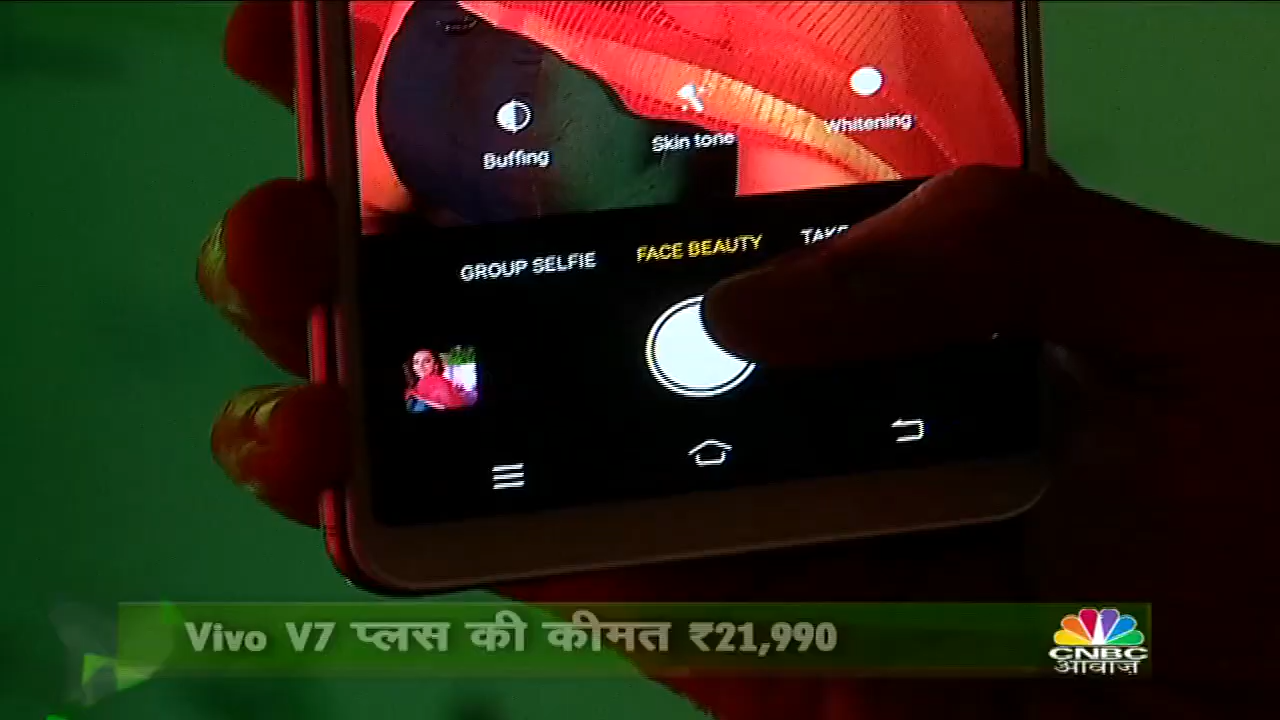 Whitening
Skin tone
Buffing
GROUP SELFIE FACE BEAUTY
Vivo V7 प्लस की कीमत ₹21,990
CNBC
आवाज़